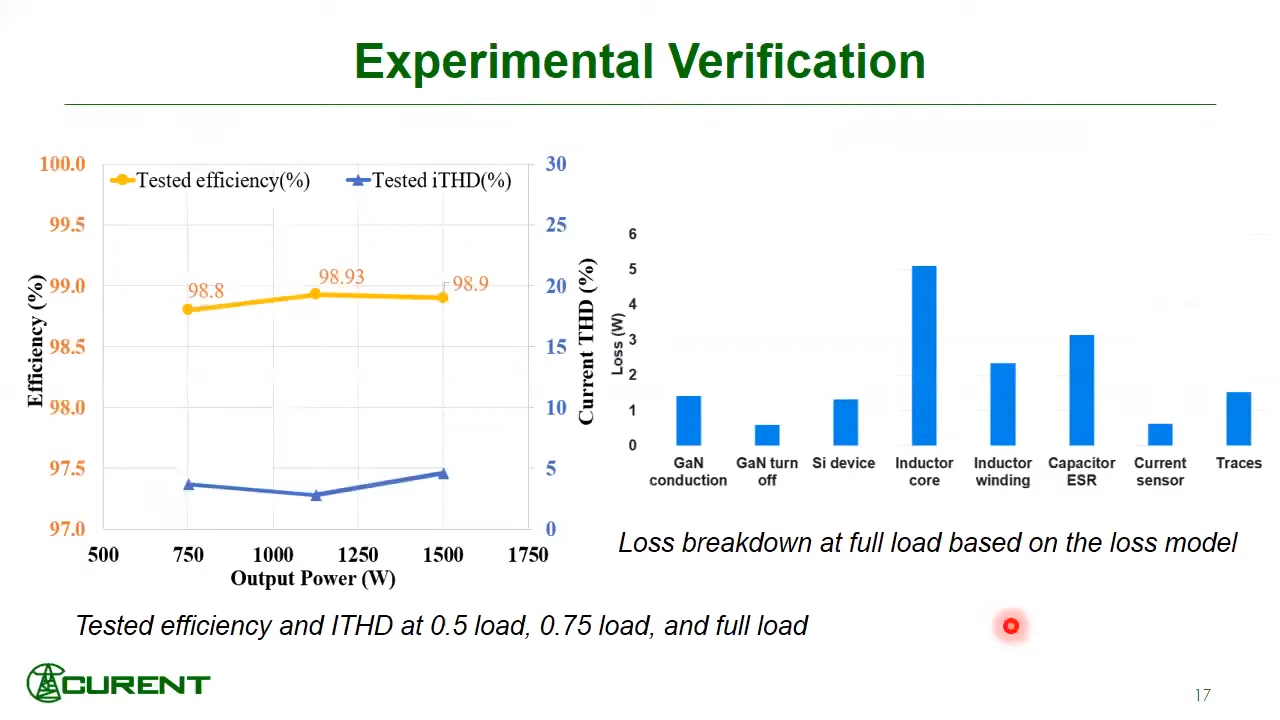 Experimental Verification
Tested efficiency(%)
Tested iTHD(%)
100.0
99.5
99.0
98.5
98.0
97.5
97.0
Efficiency (%)
98.8
98.93
98.9
30
25
20
15
10
5
0
Current THD (%)
500
750
1000
1250
1500
1750
Output Power (W)
Tested efficiency and ITHD at 0.5 load, 0.75 load, and full load
6
5
4
3
2
1
0
Loss (W)
GaN
conduction
GaN turn
off
Si device
Inductor
core
Inductor
winding
Capacitor
ESR
Current
sensor
Traces
Loss breakdown at full load based on the loss model
CURENT
17